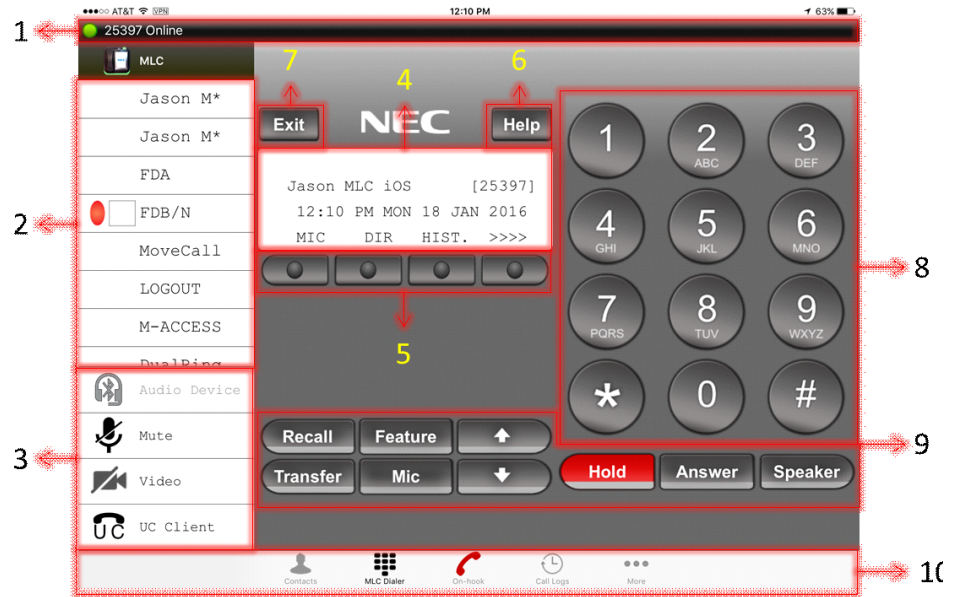 AT&T VPN 12:10 PM 63%
1 25397 Online
MLC
7 4 6
Jason M*
Exit NEC Help
Jason M*
FDA
FDB/N
2
MoveCall
LOGOUT
M-ACCESS
DualRing
Jason MLC iOS [25397]
12:10 PM MON 18 JAN 2016
MIC DIR HIST. >>>>
5
1 2 3
ABC DEF
4 5 6
GHI JKL MNO
8
7 8 9
PQRS TUV WXYZ
* 0 #
9
Audio Device
Mute
3
Video
UC UC Client
Recall Feature
Transfer Mic
Hold Answer Speaker
Contacts MLC Dialer On-hook Call Logs More